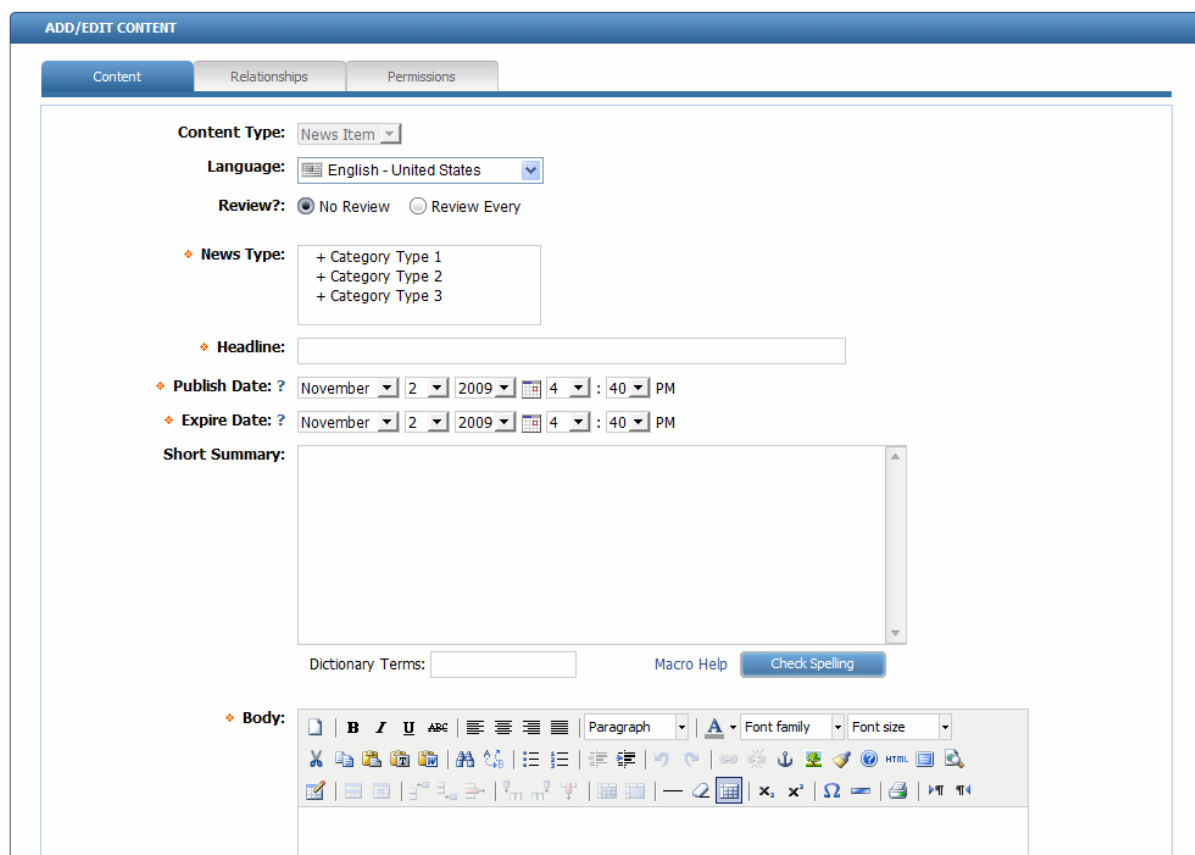 ADD/EDIT CONTENT
Content Relationships Permissions
Content Type: News Item
Language: English - United States
Review?: No Review Review Every
News Type: + Category Type 1
+ Category Type 2
+ Category Type 3
Headline:
Publish Date: ? November 2 2009 4 : 40 PM
Expire Date: ? November 2 2009 4 : 40 PM
Short Summary:
Dictionary Terms: Macro Help Check Spelling
Body: B I U ABC Paragraph A Font family Font size
HTML
x₂ x² Ω ¶ ¶